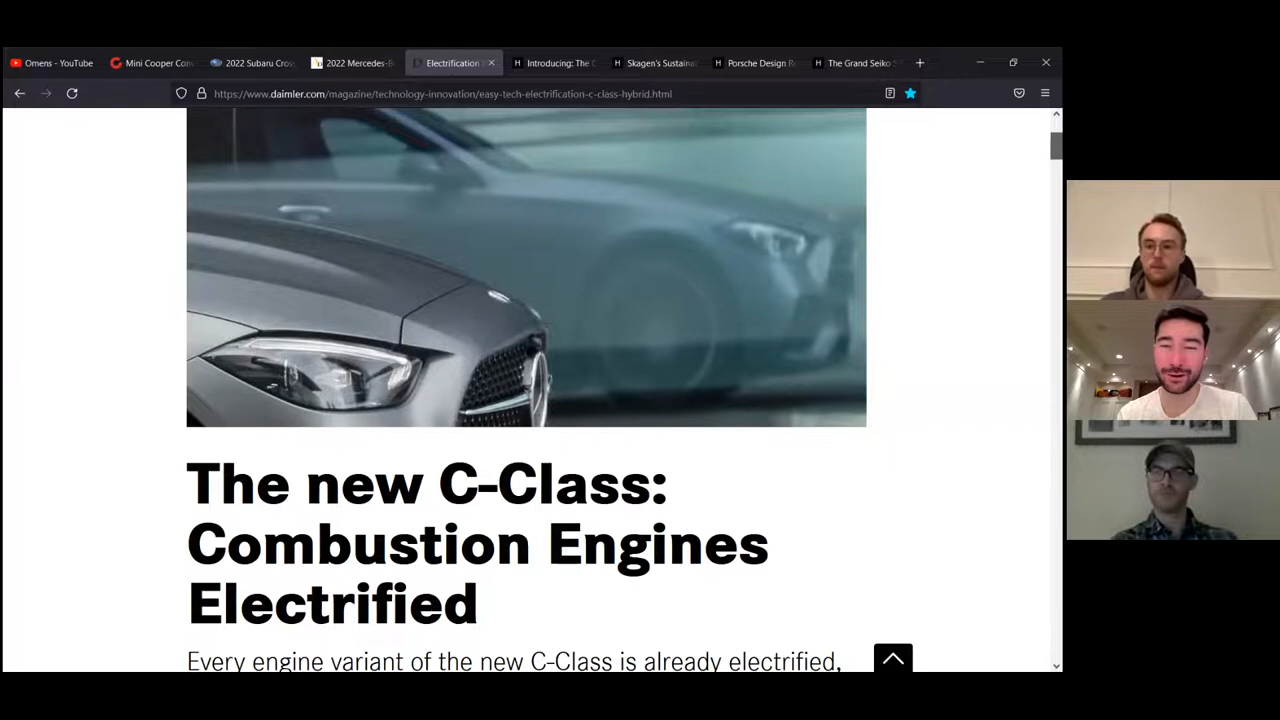 Omens - YouTube
Mini Cooper Con
2022 Subaru Cros
2022 Mercedes-B
Electrification
Introducing: The C
Skagen's Sustaina
Porsche Design R
The Grand Seiko
https://www.daimler.com/magazine/technology-innovation/easy-tech-electrification-c-class-hybrid.html
The new C-Class:
Combustion Engines
Electrified
Every engine variant of the new C-Class is already electrified,